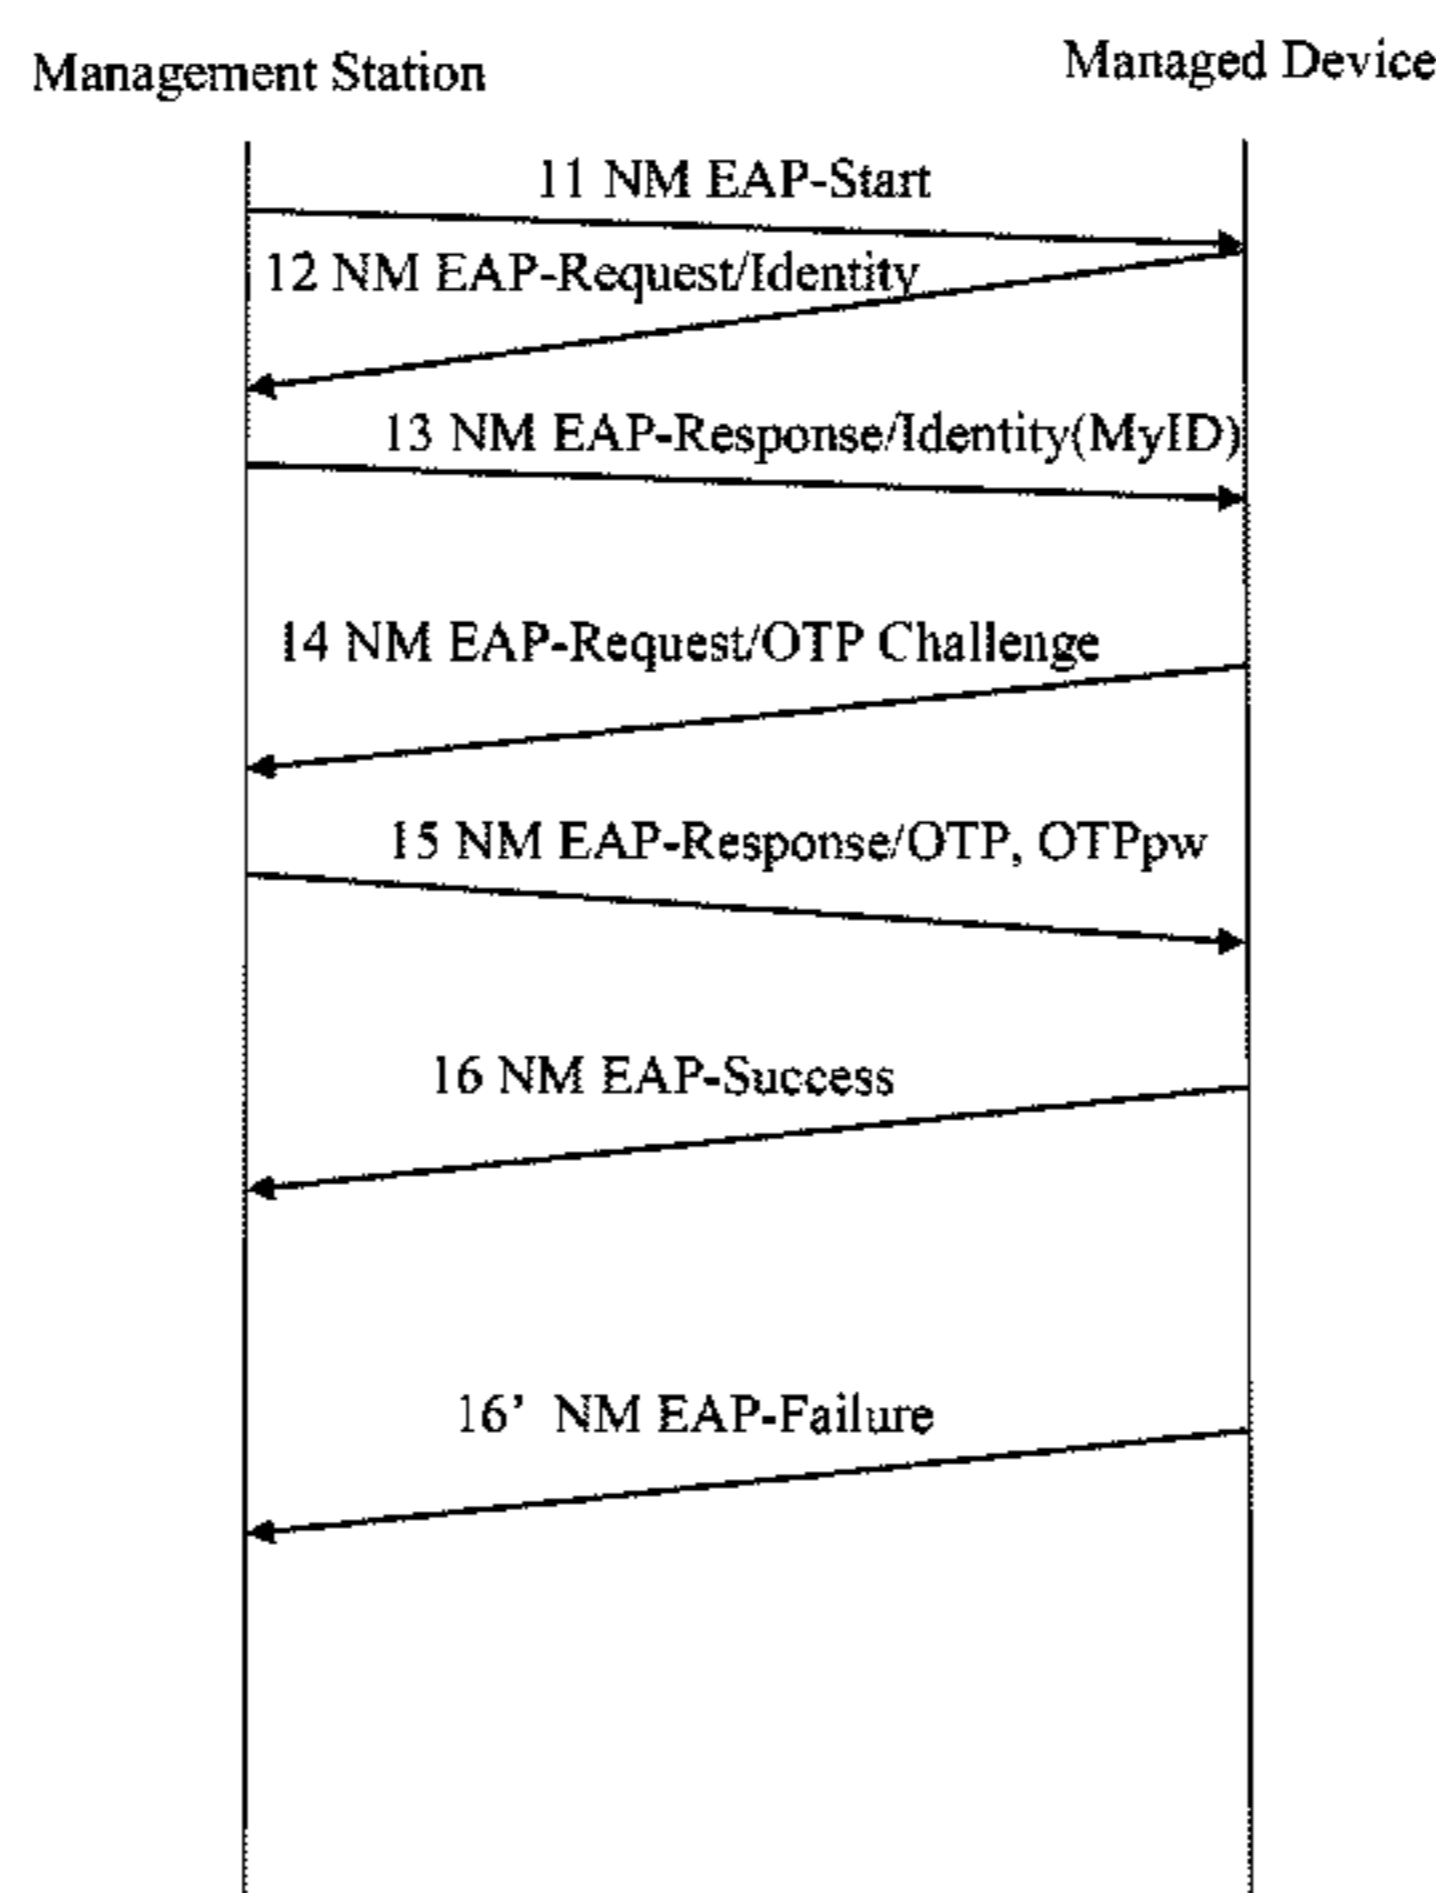 Management Station
Managed Device
11 NM EAP-Start
12 NM EAP-Request/Identity
13 NM EAP-Response/Identity(MyID)
14 NM EAP-Request/OTP Challenge
15 NM EAP-Response/OTP, OTPpw
16 NM EAP-Success
16’ NM EAP-Failure